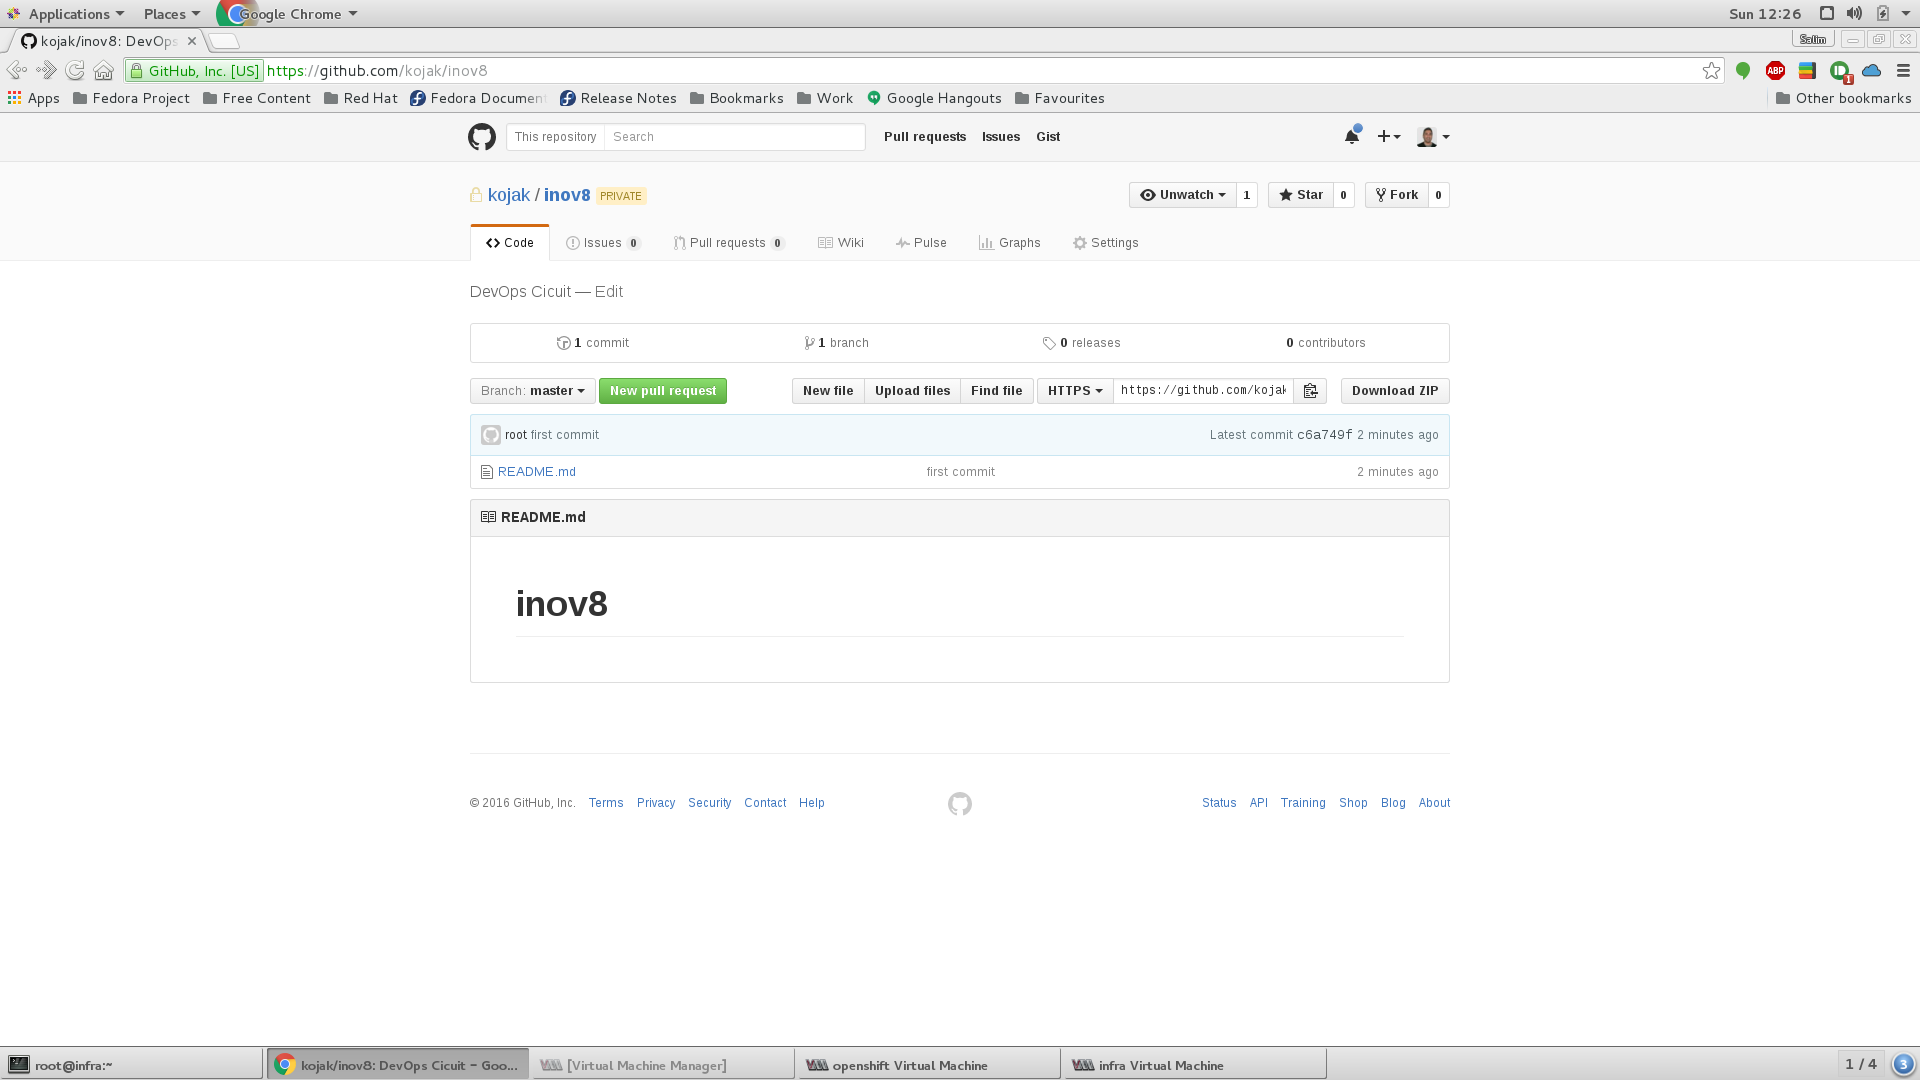 Applications Places Google Chrome Sun 12:26
kojak/inov8: DevOps Salim
GitHub, Inc. [US] https://github.com/kojak/inov8 ABP 1
Apps Fedora Project Free Content Red Hat Fedora Document Release Notes Bookmarks Work Google Hangouts Favourites Other bookmarks
This repository Search Pull requests Issues Gist
kojak / inov8 PRIVATE Unwatch 1 Star 0 Fork 0
Code Issues 0 Pull requests 0 Wiki Pulse Graphs Settings
DevOps Cicuit — Edit
1 commit 1 branch 0 releases 0 contributors
Branch: master New pull request New file Upload files Find file HTTPS https://github.com/kojak Download ZIP
root first commit Latest commit c6a749f 2 minutes ago
README.md first commit 2 minutes ago
README.md
inov8
© 2016 GitHub, Inc. Terms Privacy Security Contact Help Status API Training Shop Blog About
root@infra:~ kojak/inov8: DevOps Cicuit - Goo... [Virtual Machine Manager] openshift Virtual Machine infra Virtual Machine 1 / 4 3